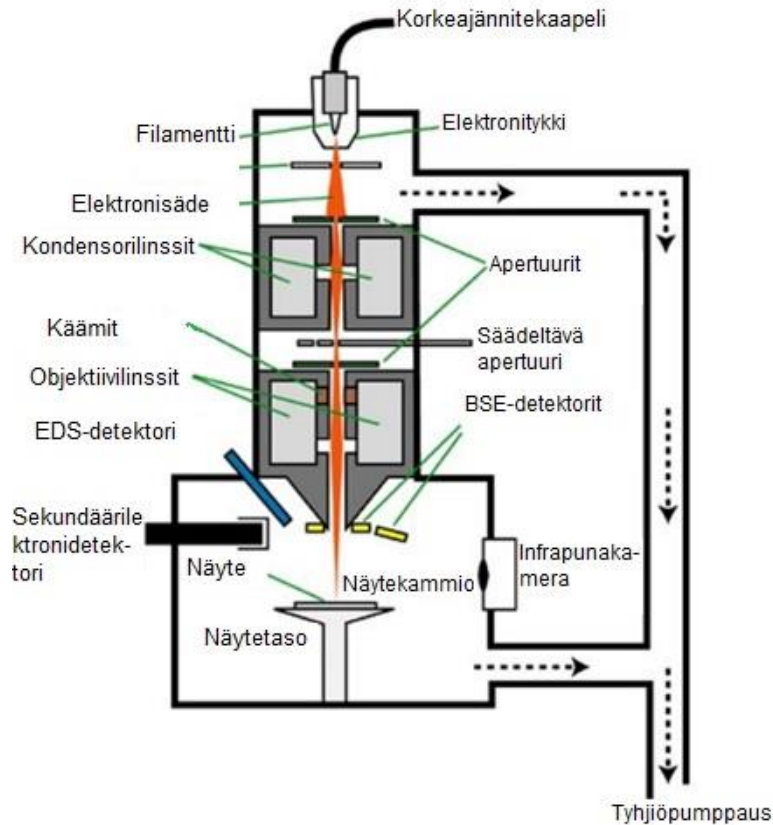 Korkeajännitekaapeli
Filamentti
Elektronitykki
Elektronisäde
Kondensorilinssit
Apertuurit
Käämit
Säädeltävä
apertuuri
Objektiivilinssit
BSE-detektorit
EDS-detektori
Sekundäärile
ktronidetek-
tori
Näyte
Näytekammio
Infrapunaka-
mera
Näytetaso
Tyhjiöpumppaus